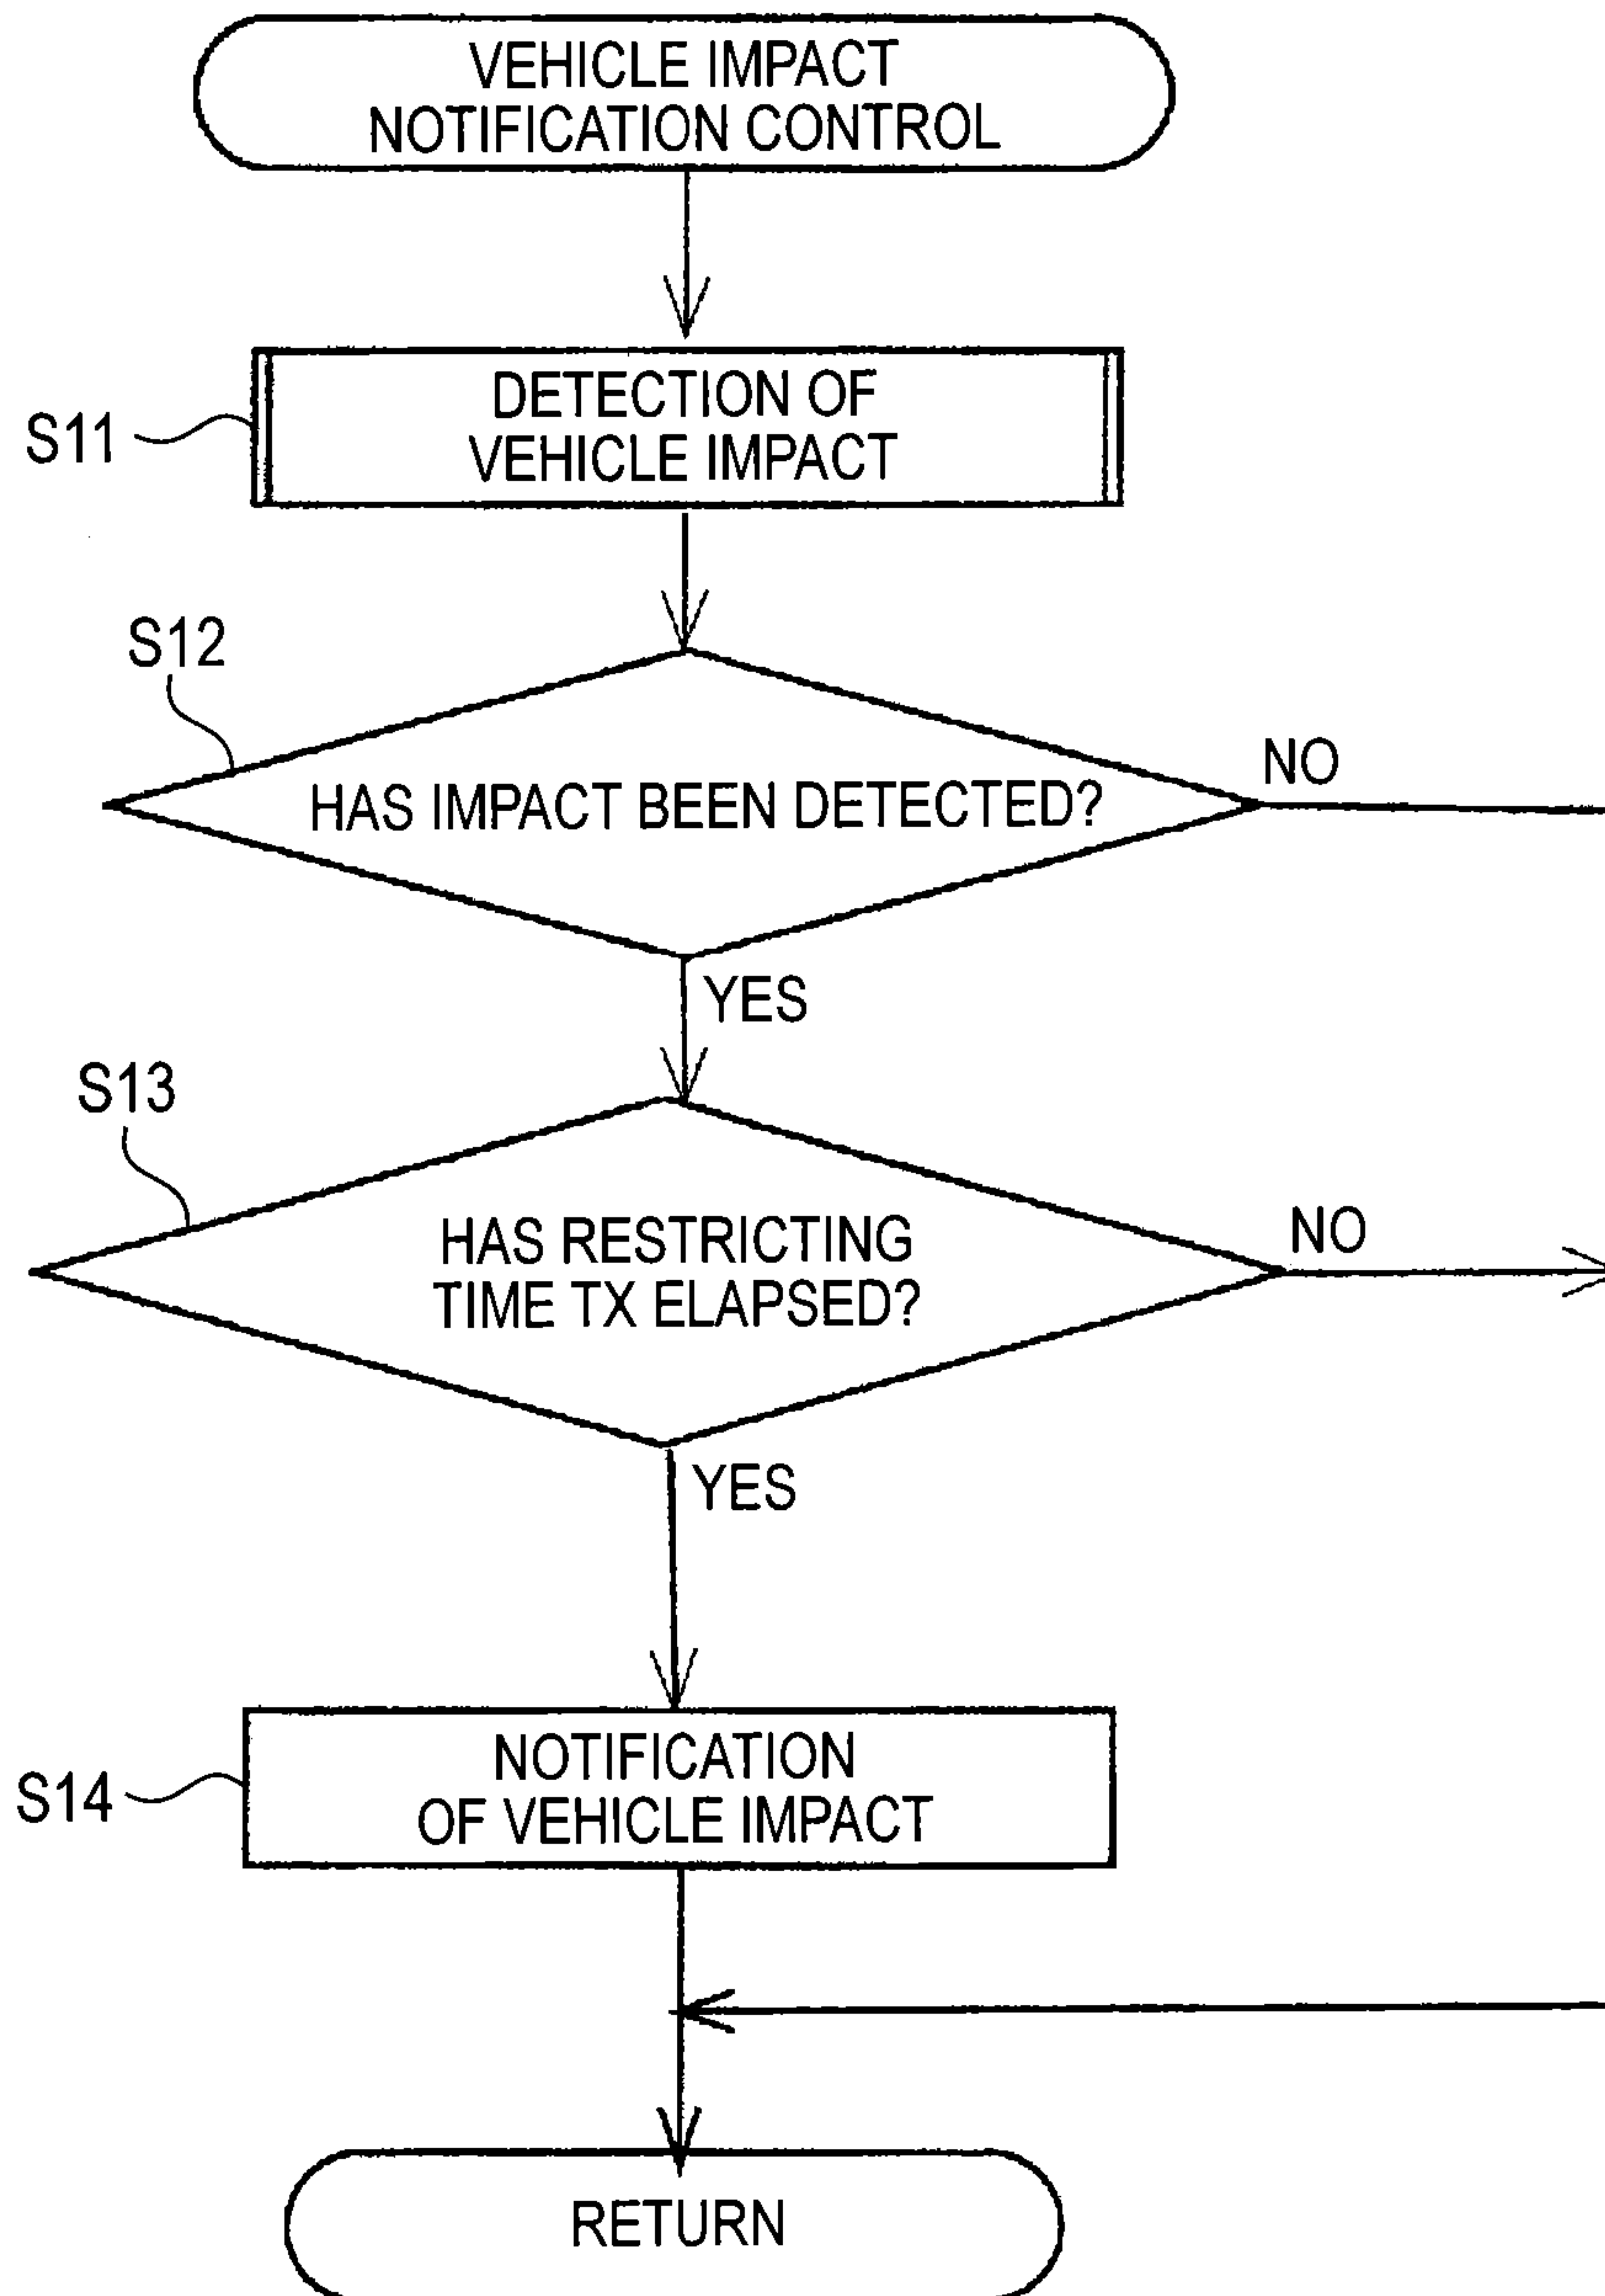 VEHICLE IMPACT
NOTIFICATION CONTROL
S11
DETECTION OF
VEHICLE IMPACT
S12
HAS IMPACT BEEN DETECTED?
NO
YES
S13
HAS RESTRICTING
TIME TX ELAPSED?
NO
YES
S14
NOTIFICATION
OF VEHICLE IMPACT
RETURN